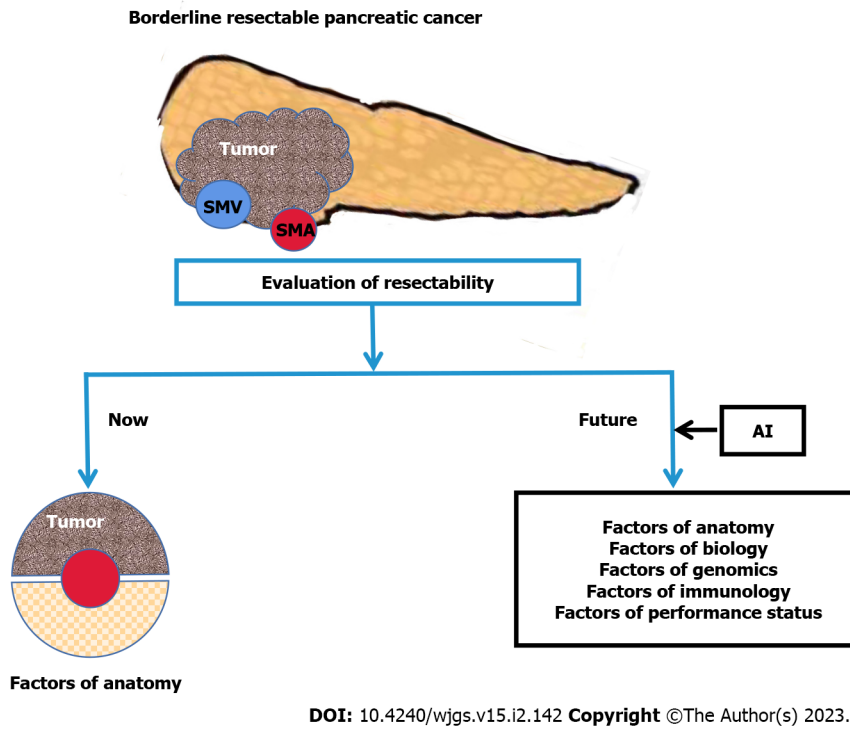 Borderline resectable pancreatic cancer
Tumor
SMV
SMA
Evaluation of resectability
Now
Future
AI
Tumor
Factors of anatomy
Factors of biology
Factors of genomics
Factors of immunology
Factors of performance status
Factors of anatomy
DOI: 10.4240/wjgs.v15.i2.142 Copyright ©The Author(s) 2023.